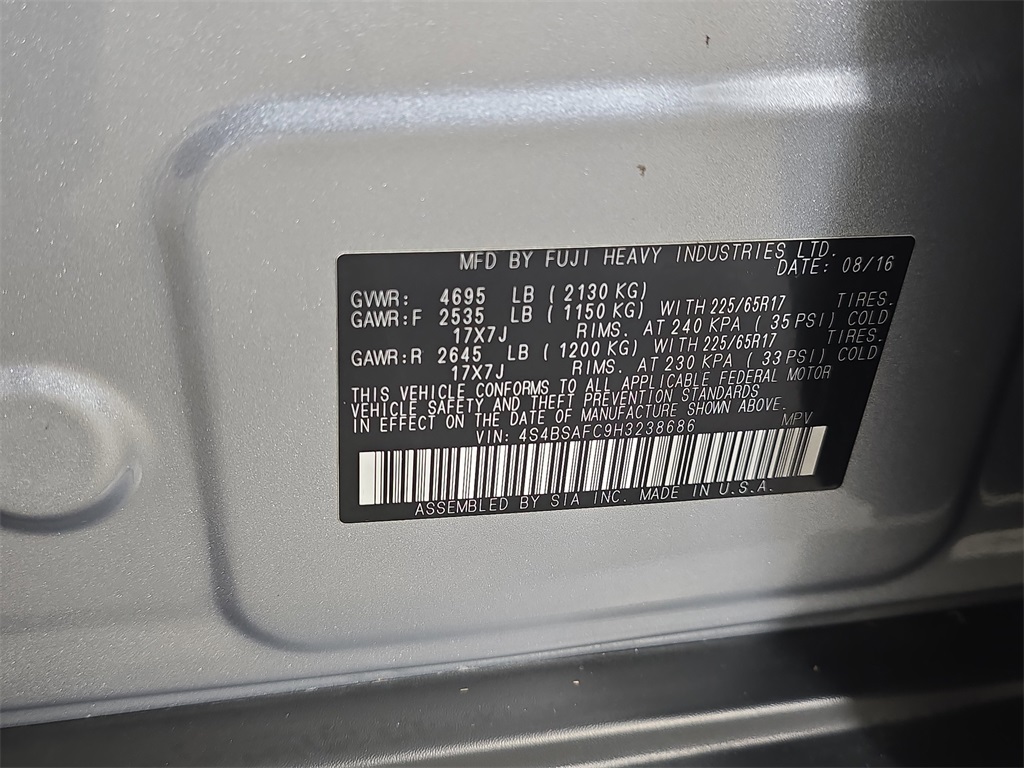 MFD BY FUJI HEAVY INDUSTRIES LTD.
DATE: 08/16
GVWR: 4695 LB ( 2130 KG)
GAWR:F 2535 LB ( 1150 KG) WITH 225/65R17 TIRES.
17X7J RIMS. AT 240 KPA ( 35 PSI) COLD
GAWR:R 2645 LB ( 1200 KG) WITH 225/65R17 TIRES.
17X7J RIMS. AT 230 KPA ( 33 PSI) COLD
THIS VEHICLE CONFORMS TO ALL APPLICABLE FEDERAL MOTOR
VEHICLE SAFETY AND THEFT PREVENTION STANDARDS
IN EFFECT ON THE DATE OF MANUFACTURE SHOWN ABOVE.
VIN: 4S4BSAFC9H3238686 MPV
ASSEMBLED BY SIA INC. MADE IN U.S.A.